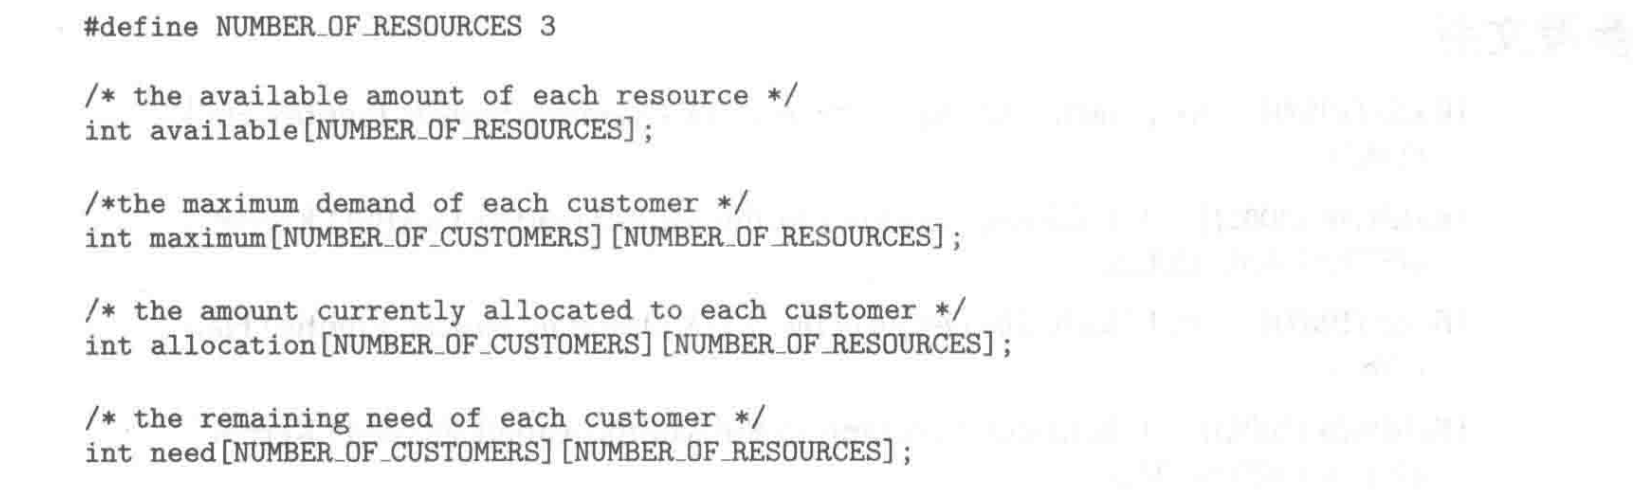 #define NUMBER_OF_RESOURCES 3
/* the available amount of each resource */
int available[NUMBER_OF_RESOURCES];
/*the maximum demand of each customer */
int maximum[NUMBER_OF_CUSTOMERS][NUMBER_OF_RESOURCES];
/* the amount currently allocated to each customer */
int allocation[NUMBER_OF_CUSTOMERS][NUMBER_OF_RESOURCES];
/* the remaining need of each customer */
int need[NUMBER_OF_CUSTOMERS][NUMBER_OF_RESOURCES];